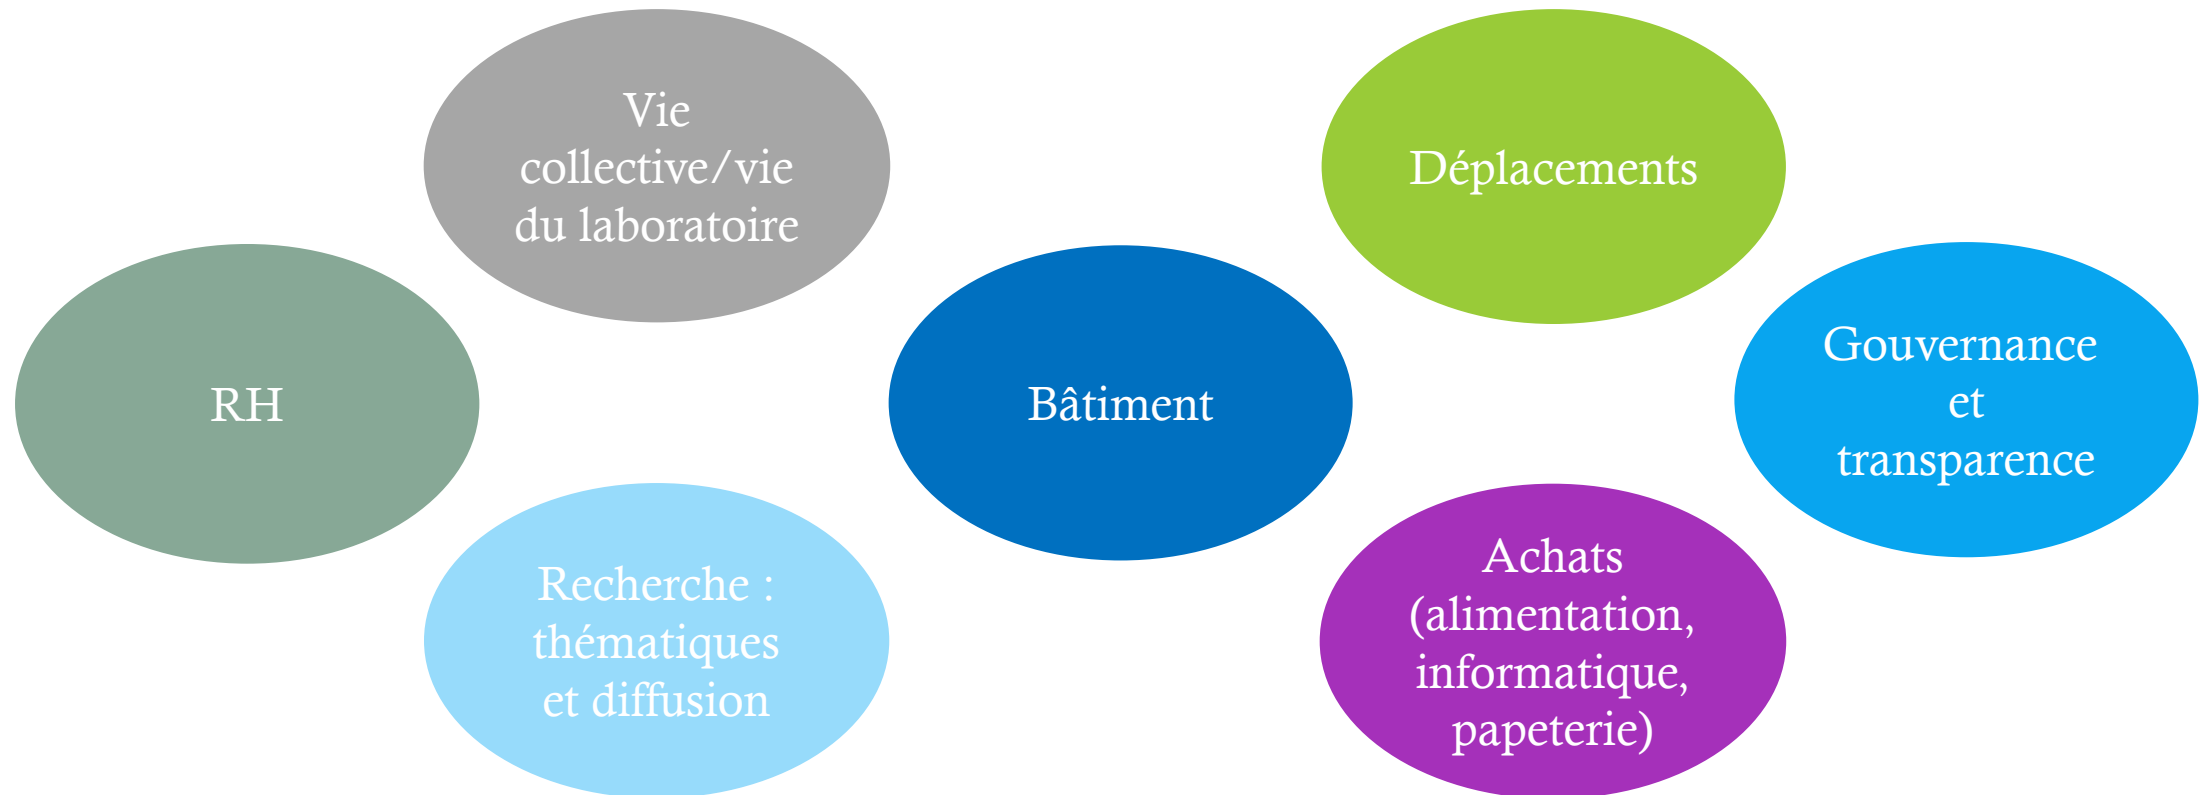 Vie
collective/vie
du laboratoire
Déplacements
RH
Bâtiment
Gouvernance
et
transparence
Recherche :
thématiques
et diffusion
Achats
(alimentation,
informatique,
papeterie)